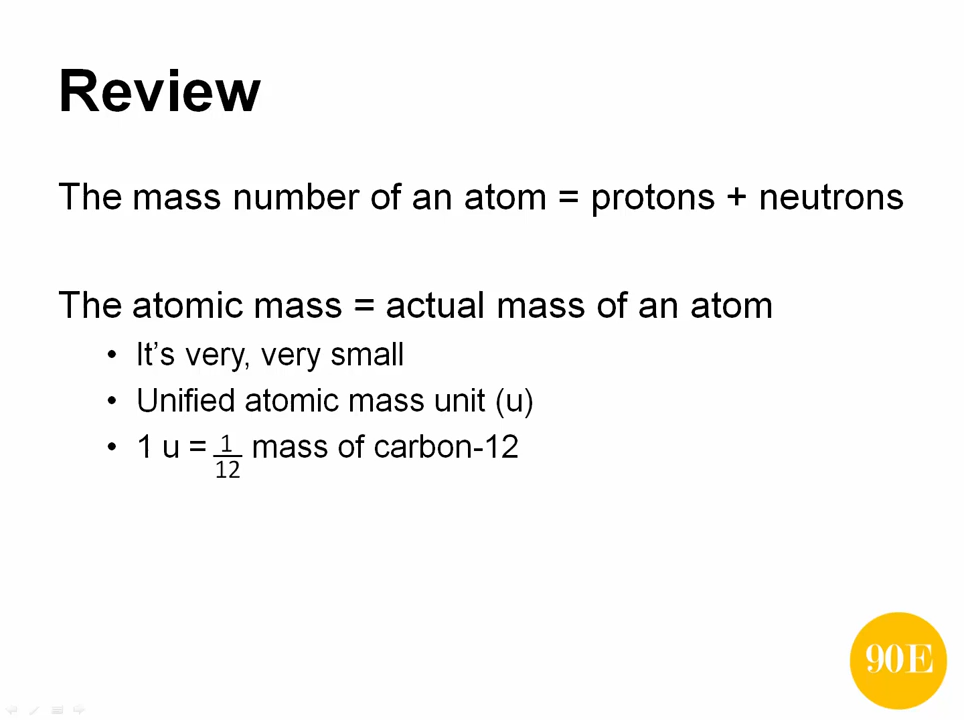 Review
The mass number of an atom = protons + neutrons
The atomic mass = actual mass of an atom
• It’s very, very small
• Unified atomic mass unit (u)
• 1 u = 1/12 mass of carbon-12
90E